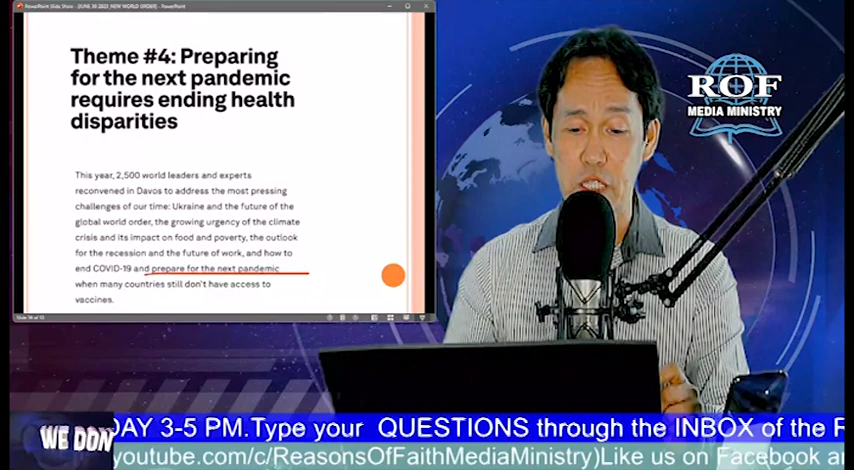 PowerPoint Slide Show - [JUNE 30 2023_NEW WORLD ORDER] - PowerPoint
Theme #4: Preparing
for the next pandemic
requires ending health
disparities
This year, 2,500 world leaders and experts
reconvened in Davos to address the most pressing
challenges of our time: Ukraine and the future of the
global world order, the growing urgency of the climate
crisis and its impact on food and poverty, the outlook
for the recession and the future of work, and how to
end COVID-19 and prepare for the next pandemic
when many countries still don't have access to
vaccines.
ROF
MEDIA MINISTRY
WE DON
DAY 3-5 PM.Type your QUESTIONS through the INBOX of the R
youtube.com/c/ReasonsOfFaithMediaMinistry)Like us on Facebook a